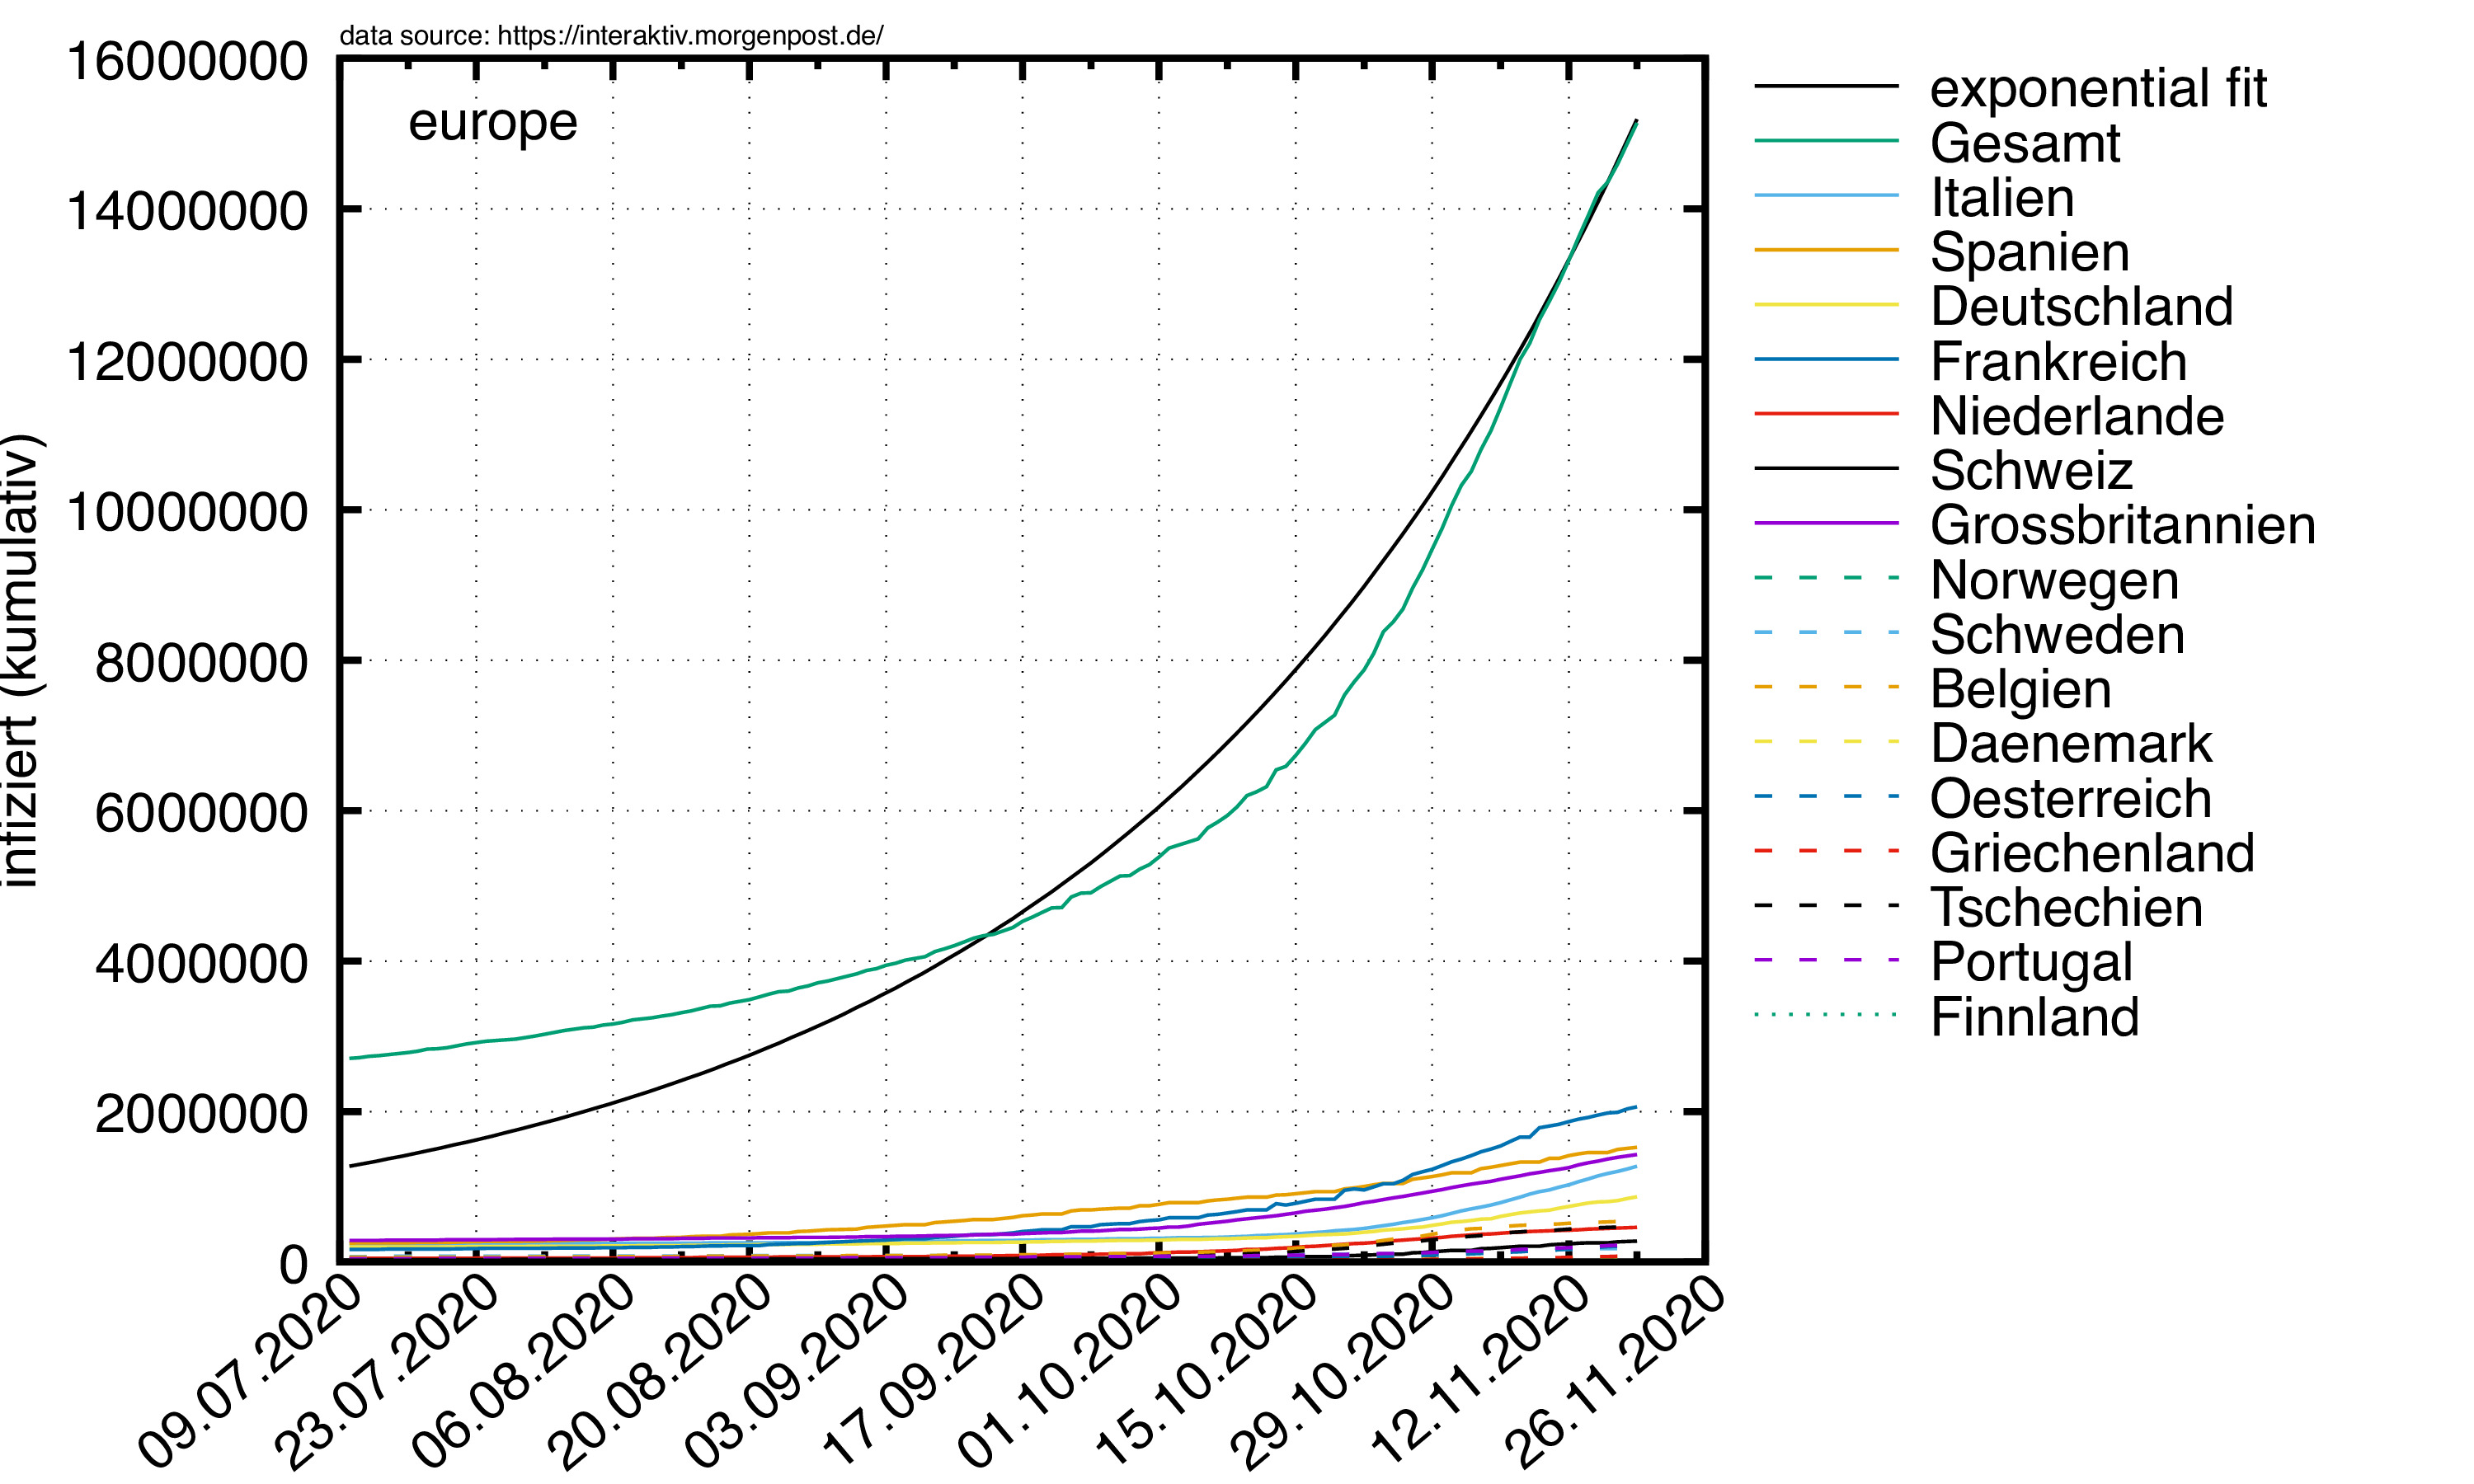 data source: https://interaktiv.morgenpost.de/
europe
infiziert (kumulativ)
16000000
14000000
12000000
10000000
8000000
6000000
4000000
2000000
0
09.07.2020
23.07.2020
06.08.2020
20.08.2020
03.09.2020
17.09.2020
01.10.2020
15.10.2020
29.10.2020
12.11.2020
26.11.2020
exponential fit
Gesamt
Italien
Spanien
Deutschland
Frankreich
Niederlande
Schweiz
Grossbritannien
Norwegen
Schweden
Belgien
Daenemark
Oesterreich
Griechenland
Tschechien
Portugal
Finnland